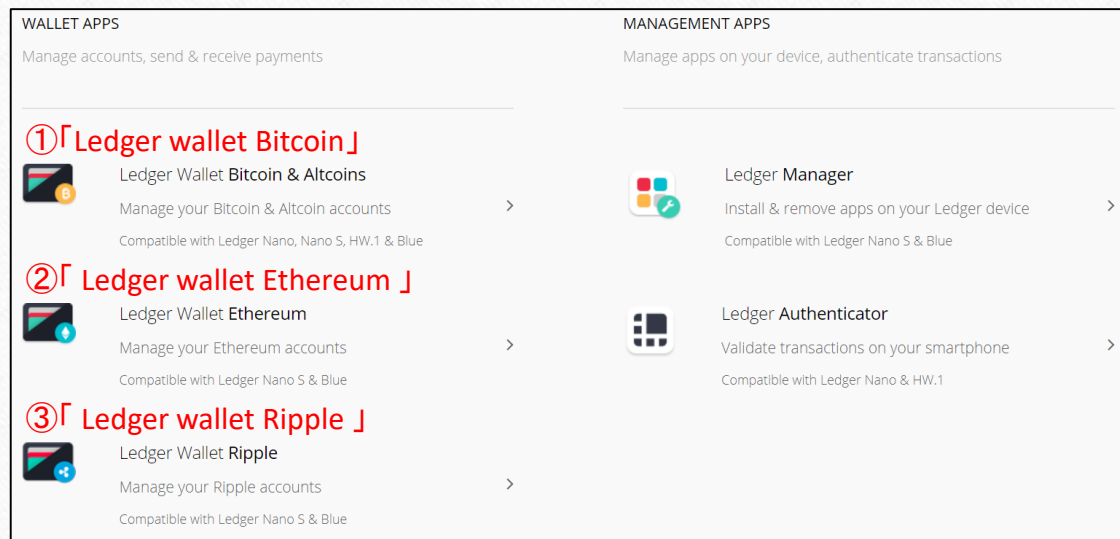 WALLET APPS
Manage accounts, send & receive payments
①「Ledger wallet Bitcoin」
Ledger Wallet Bitcoin & Altcoins
Manage your Bitcoin & Altcoin accounts
Compatible with Ledger Nano, Nano S, HW.1 & Blue
②「 Ledger wallet Ethereum 」
Ledger Wallet Ethereum
Manage your Ethereum accounts
Compatible with Ledger Nano S & Blue
③「 Ledger wallet Ripple 」
Ledger Wallet Ripple
Manage your Ripple accounts
Compatible with Ledger Nano S & Blue
MANAGEMENT APPS
Manage apps on your device, authenticate transactions
Ledger Manager
Install & remove apps on your Ledger device
Compatible with Ledger Nano S & Blue
Ledger Authenticator
Validate transactions on your smartphone
Compatible with Ledger Nano & HW.1